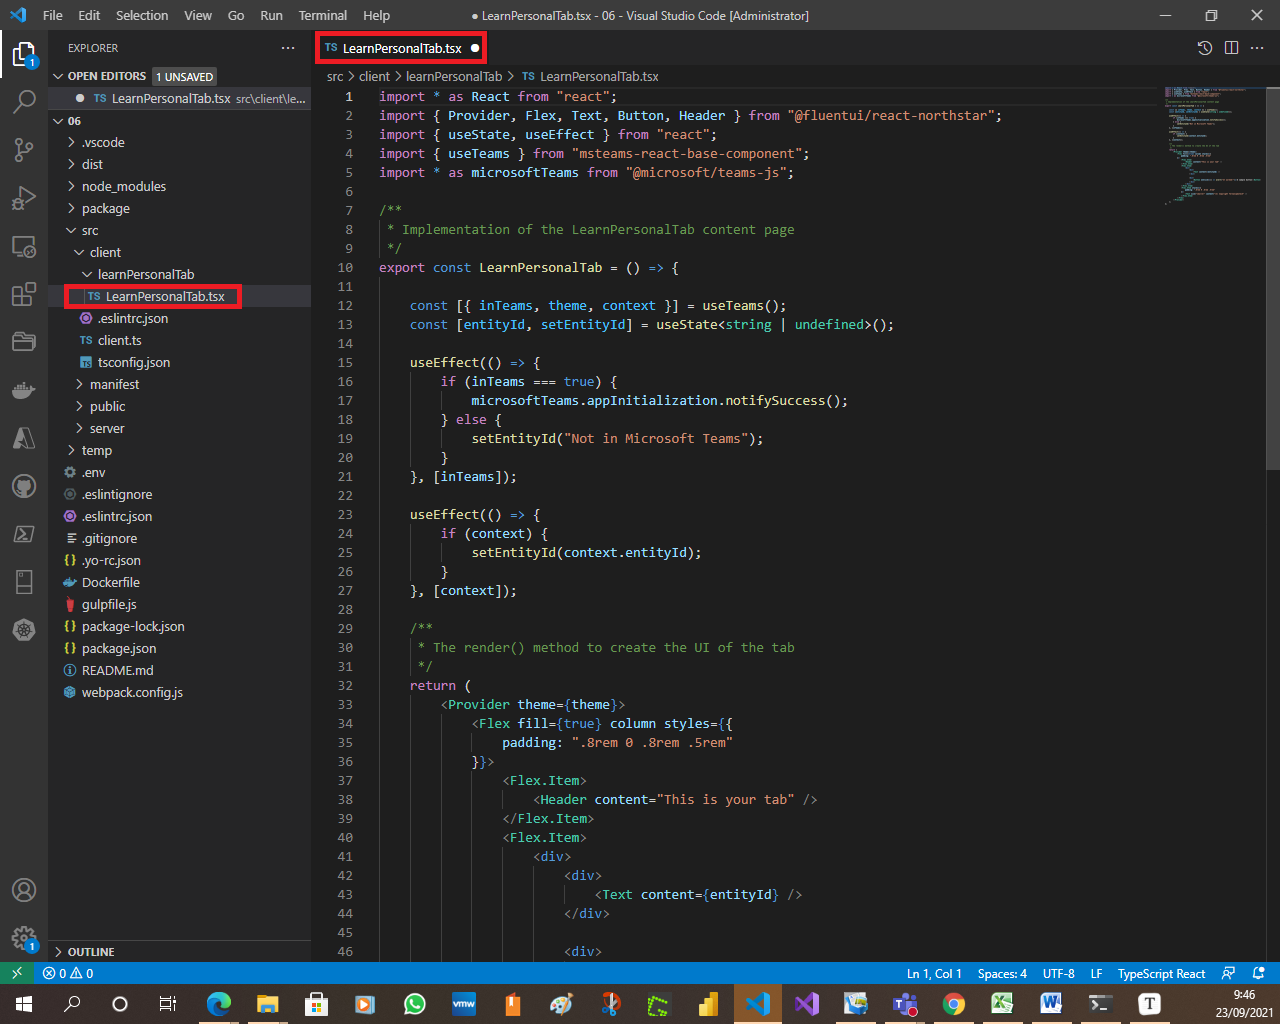 File Edit Selection View Go Run Terminal Help
● LearnPersonalTab.tsx - 06 - Visual Studio Code [Administrator]
EXPLORER
OPEN EDITORS 1 UNSAVED
TS LearnPersonalTab.tsx src\client\le...
06
.vscode
dist
node_modules
package
src
client
learnPersonalTab
TS LearnPersonalTab.tsx
.eslintrc.json
TS client.ts
TS tsconfig.json
manifest
public
server
temp
.env
.eslintignore
.eslintrc.json
.gitignore
{} .yo-rc.json
Dockerfile
gulpfile.js
{} package-lock.json
{} package.json
README.md
webpack.config.js
OUTLINE
1
1
TS LearnPersonalTab.tsx
src > client > learnPersonalTab > TS LearnPersonalTab.tsx
1 import * as React from "react";
2 import { Provider, Flex, Text, Button, Header } from "@fluentui/react-northstar";
3 import { useState, useEffect } from "react";
4 import { useTeams } from "msteams-react-base-component";
5 import * as microsoftTeams from "@microsoft/teams-js";
6
7 /**
8 * Implementation of the LearnPersonalTab content page
9 */
10 export const LearnPersonalTab = () => {
11
12 const [{ inTeams, theme, context }] = useTeams();
13 const [entityId, setEntityId] = useState<string | undefined>();
14
15 useEffect(() => {
16 if (inTeams === true) {
17 microsoftTeams.appInitialization.notifySuccess();
18 } else {
19 setEntityId("Not in Microsoft Teams");
20 }
21 }, [inTeams]);
22
23 useEffect(() => {
24 if (context) {
25 setEntityId(context.entityId);
26 }
27 }, [context]);
28
29 /**
30 * The render() method to create the UI of the tab
31 */
32 return (
33 <Provider theme={theme}>
34 <Flex fill={true} column styles={{
35 padding: ".8rem 0 .8rem .5rem"
36 }}>
37 <Flex.Item>
38 <Header content="This is your tab" />
39 </Flex.Item>
40 <Flex.Item>
41 <div>
42 <div>
43 <Text content={entityId} />
44 </div>
45
46 <div>
0 0 Ln 1, Col 1 Spaces: 4 UTF-8 LF TypeScript React
vmw T
9:46
23/09/2021